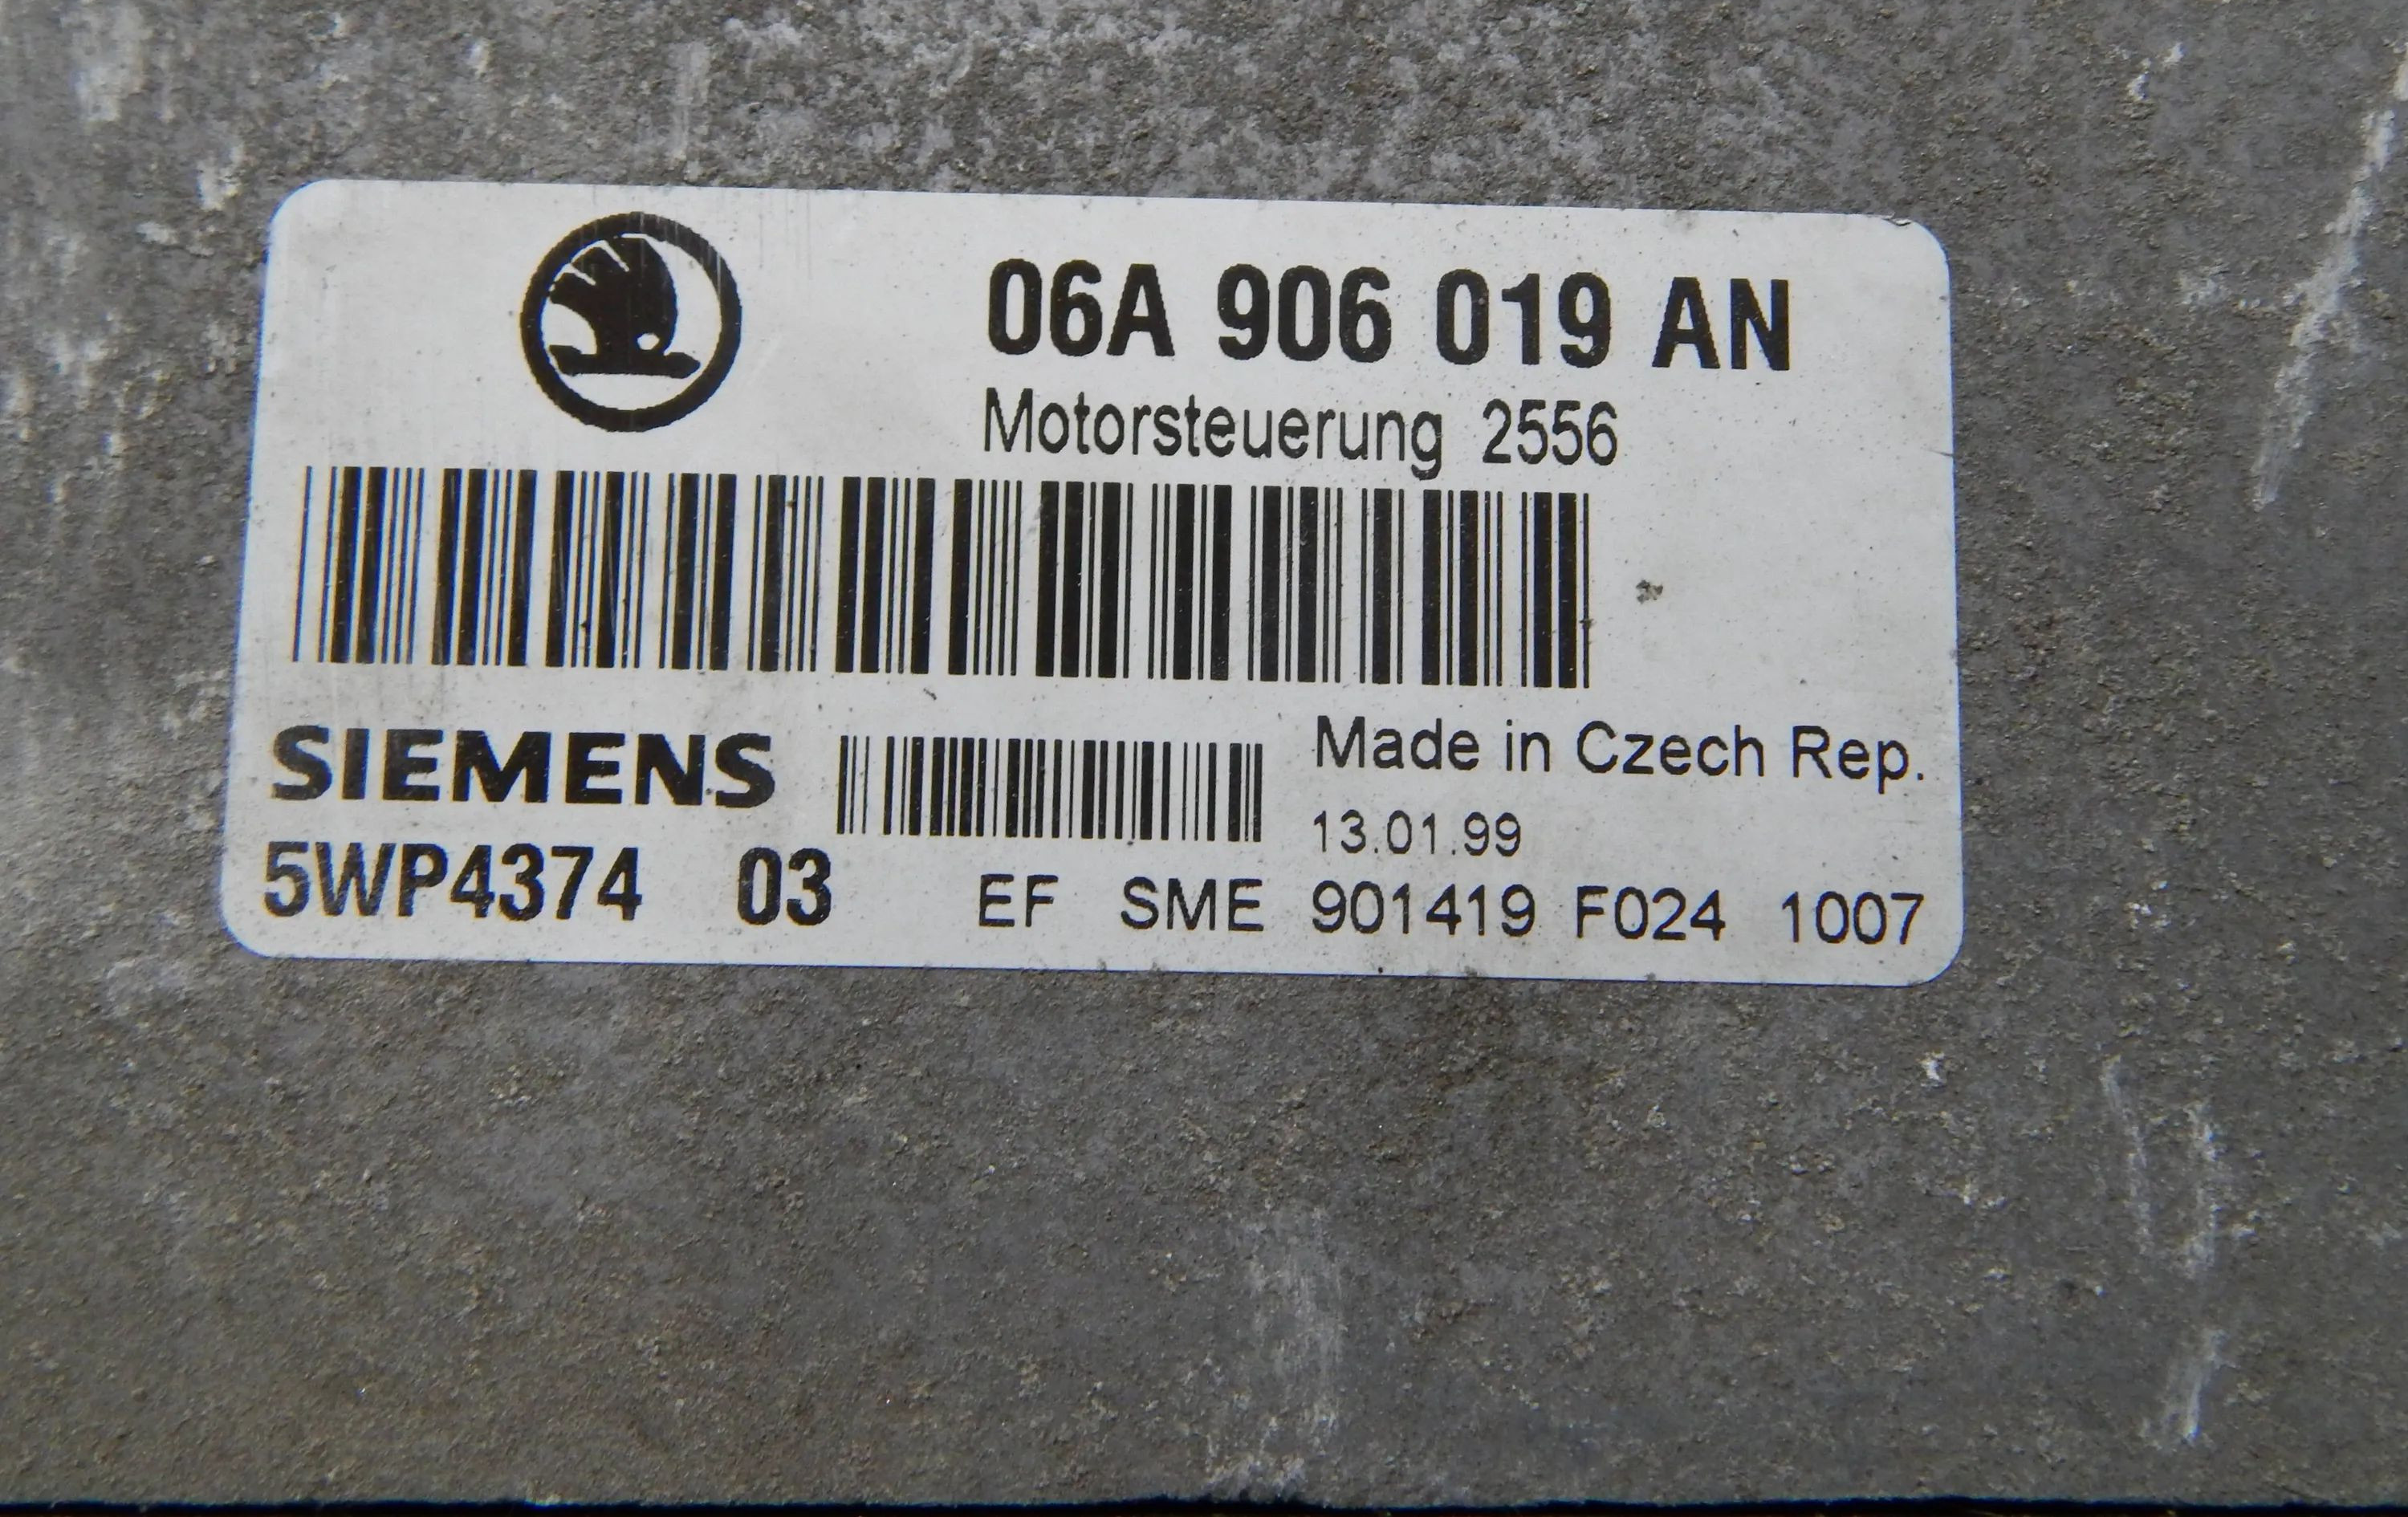 06A 906 019 AN
Motorsteuerung 2556
SIEMENS
Made in Czech Rep.
13.01.99
5WP4374 03 EF SME 901419 F024 1007